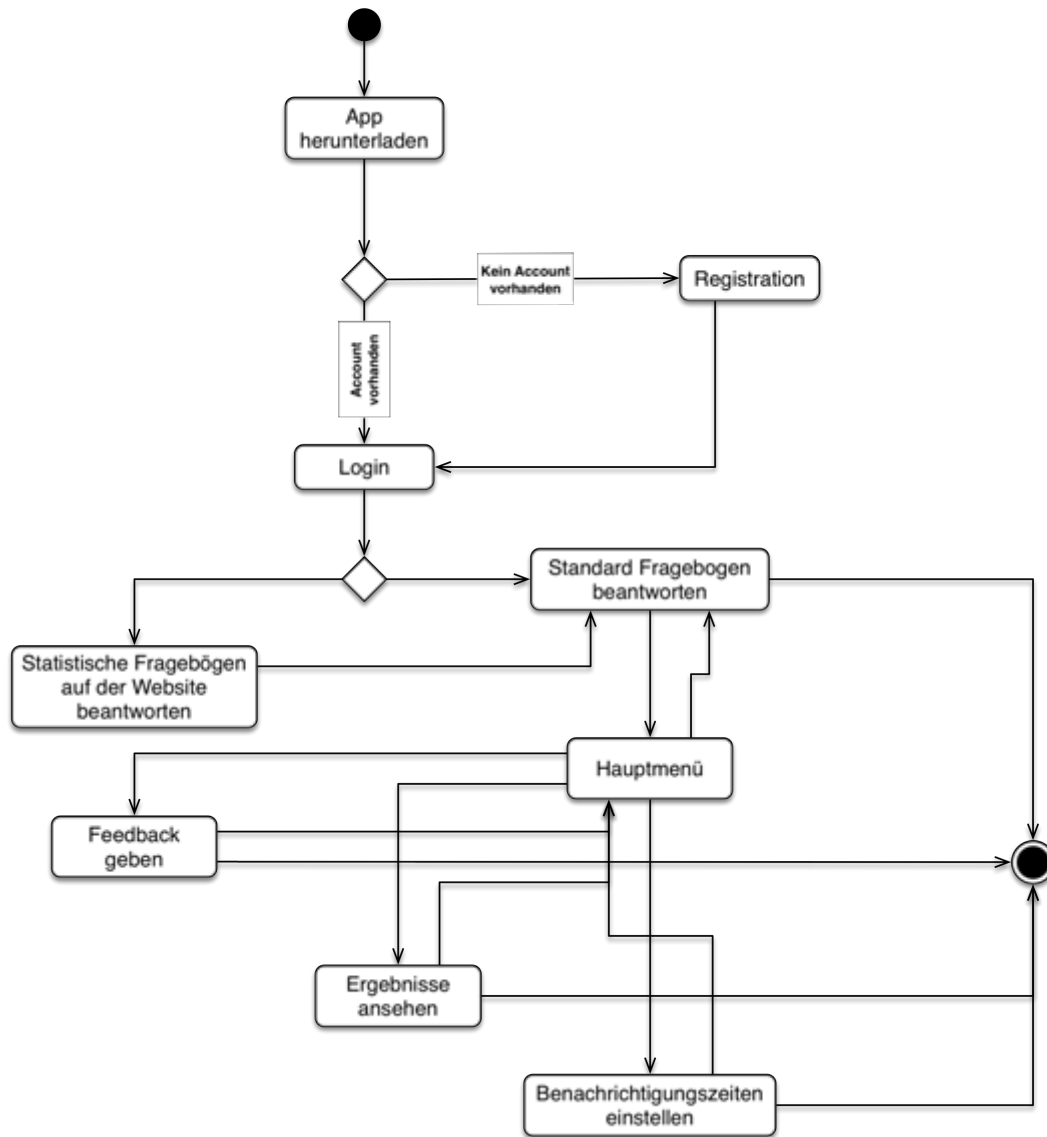 App
herunterladen
Kein Account
vorhanden
Registration
Account
vorhanden
Login
Standard Fragebogen
beantworten
Statistische Fragebögen
auf der Website
beantworten
Hauptmenü
Feedback
geben
Ergebnisse
ansehen
Benachrichtigungszeiten
einstellen